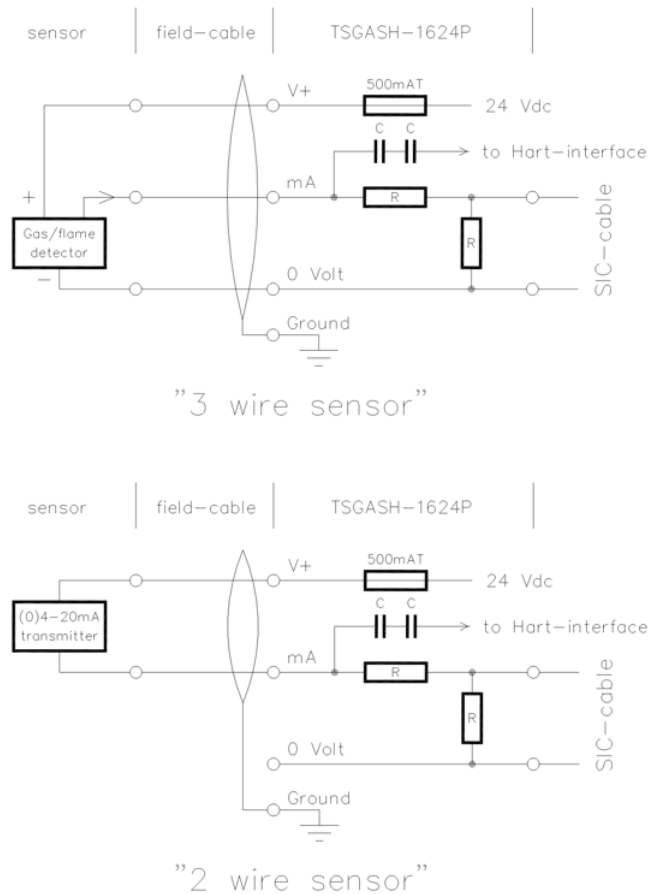 sensor
field-cable
TSGASH-1624P
V+
500mAT
24 Vdc
C
C
to Hart-interface
+
mA
R
Gas/flame
detector
R
SIC-cable
-
0 Volt
Ground
"3 wire sensor"
sensor
field-cable
TSGASH-1624P
V+
500mAT
24 Vdc
C
C
(0)4-20mA
transmitter
to Hart-interface
mA
R
R
SIC-cable
0 Volt
Ground
"2 wire sensor"